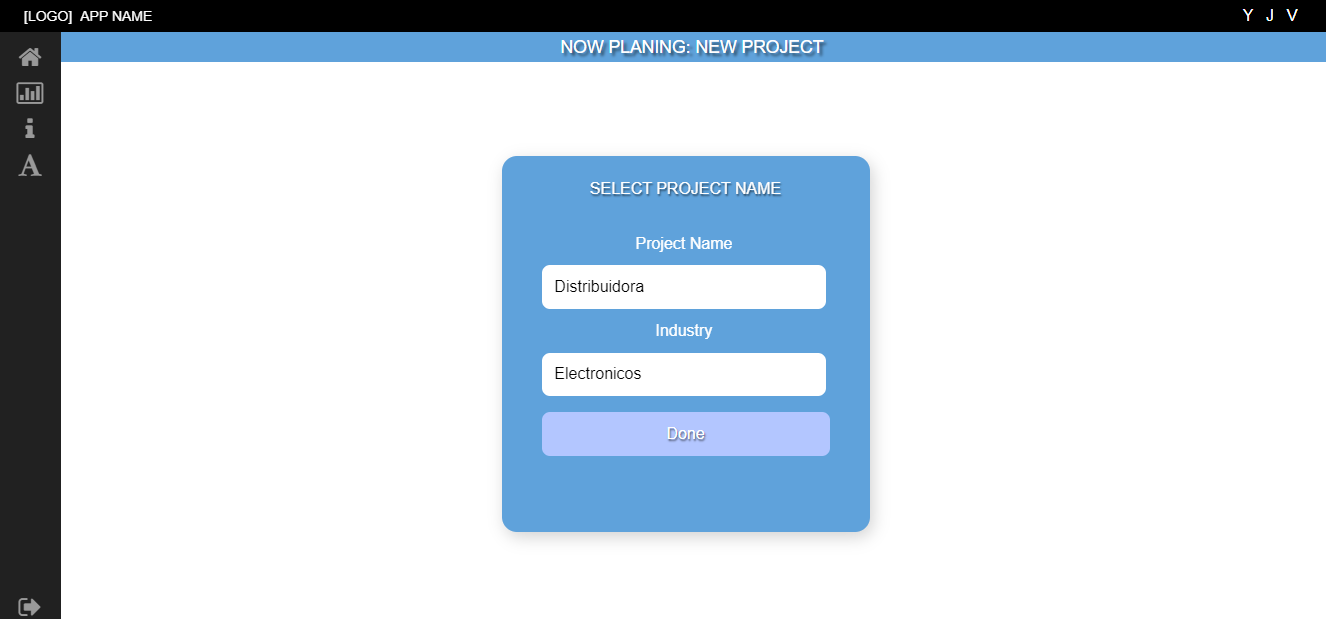 [LOGO] APP NAME
Y J V
NOW PLANING: NEW PROJECT
SELECT PROJECT NAME
Project Name
Distribuidora
Industry
Electronicos
Done